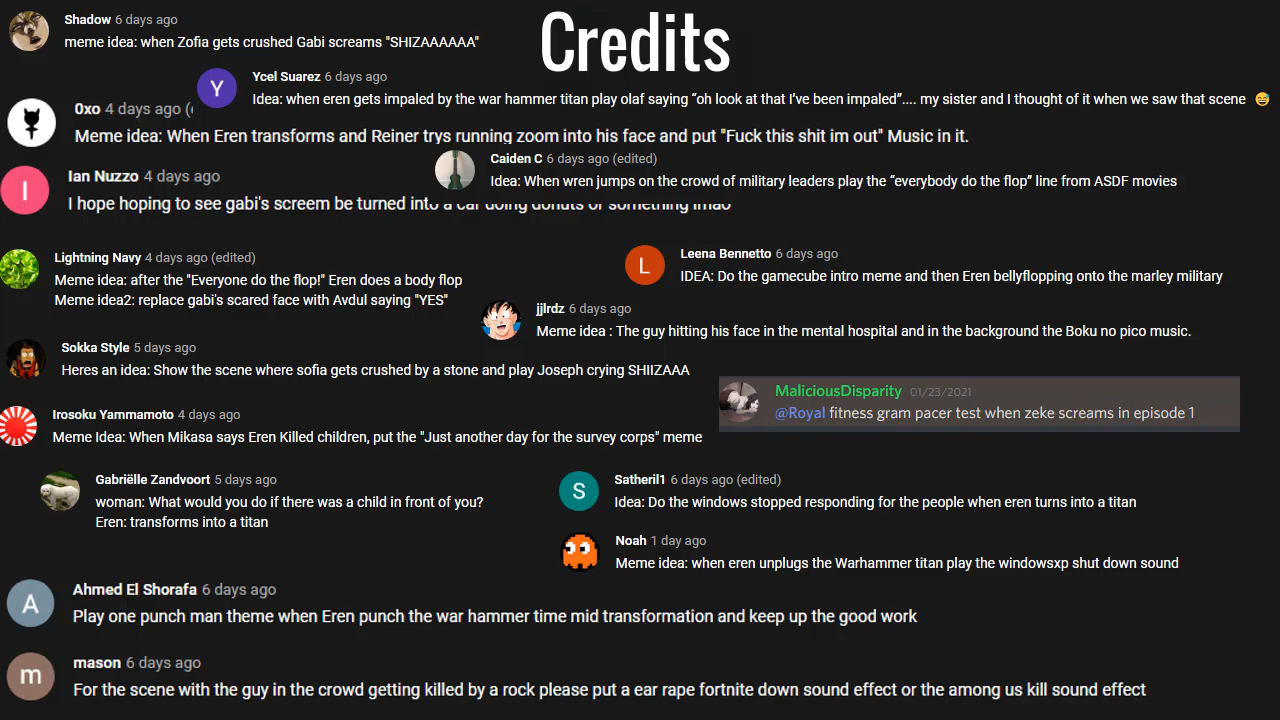 Credits
Shadow 6 days ago
meme idea: when Zofia gets crushed Gabi screams "SHIZAAAAAA"
Y
Ycel Suarez 6 days ago
Idea: when eren gets impaled by the war hammer titan play olaf saying “oh look at that I’ve been impaled”.... my sister and I thought of it when we saw that scene 😅
0xo 4 days ago (
Meme idea: When Eren transforms and Reiner trys running zoom into his face and put "Fuck this shit im out" Music in it.
Caiden C 6 days ago (edited)
Idea: When wren jumps on the crowd of military leaders play the “everybody do the flop” line from ASDF movies
I
Ian Nuzzo 4 days ago
I hope hoping to see gabi's screem be turned into a car doing donuts or something lmao
Lightning Navy 4 days ago (edited)
Meme idea: after the "Everyone do the flop!" Eren does a body flop
Meme idea2: replace gabi's scared face with Avdul saying "YES"
L
Leena Bennetto 6 days ago
IDEA: Do the gamecube intro meme and then Eren bellyflopping onto the marley military
jjlrdz 6 days ago
Meme idea : The guy hitting his face in the mental hospital and in the background the Boku no pico music.
Sokka Style 5 days ago
Heres an idea: Show the scene where sofia gets crushed by a stone and play Joseph crying SHIIZAAA
MaliciousDisparity 01/23/2021
@Royal fitness gram pacer test when zeke screams in episode 1
Irosoku Yammamoto 4 days ago
Meme Idea: When Mikasa says Eren Killed children, put the "Just another day for the survey corps" meme
Gabriëlle Zandvoort 5 days ago
woman: What would you do if there was a child in front of you?
Eren: transforms into a titan
S
Satheril1 6 days ago (edited)
Idea: Do the windows stopped responding for the people when eren turns into a titan
Noah 1 day ago
Meme idea: when eren unplugs the Warhammer titan play the windowsxp shut down sound
A
Ahmed El Shorafa 6 days ago
Play one punch man theme when Eren punch the war hammer time mid transformation and keep up the good work
m
mason 6 days ago
For the scene with the guy in the crowd getting killed by a rock please put a ear rape fortnite down sound effect or the among us kill sound effect